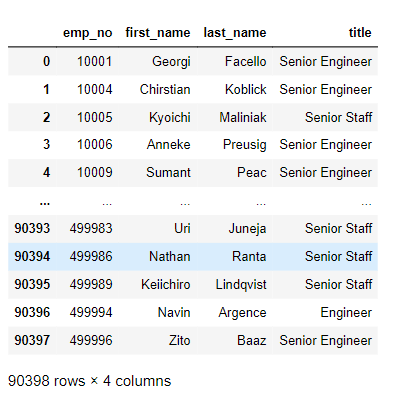 emp_no first_name last_name title
0 10001 Georgi Facello Senior Engineer
1 10004 Chirstian Koblick Senior Engineer
2 10005 Kyoichi Maliniak Senior Staff
3 10006 Anneke Preusig Senior Engineer
4 10009 Sumant Peac Senior Engineer
... ... ... ... ...
90393 499983 Uri Juneja Senior Staff
90394 499986 Nathan Ranta Senior Staff
90395 499989 Keiichiro Lindqvist Senior Staff
90396 499994 Navin Argence Engineer
90397 499996 Zito Baaz Senior Engineer
90398 rows × 4 columns